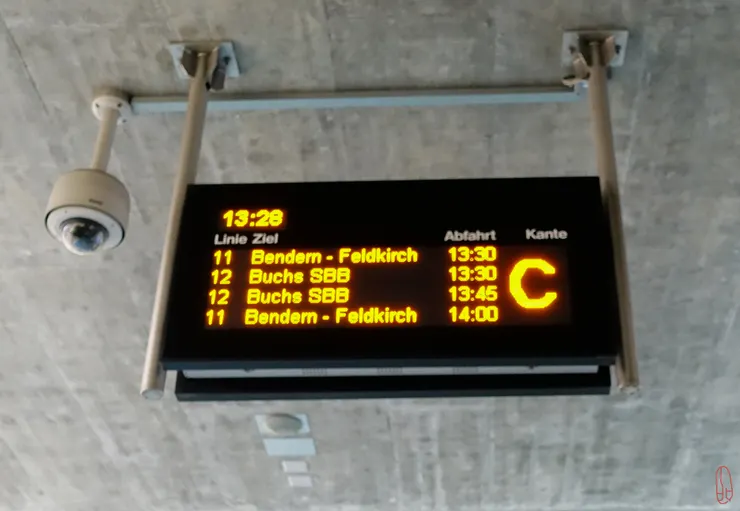 13:28
Linie Ziel Abfahrt Kante
11 Bendern - Feldkirch 13:30
12 Buchs SBB 13:30 C
12 Buchs SBB 13:45
11 Bendern - Feldkirch 14:00